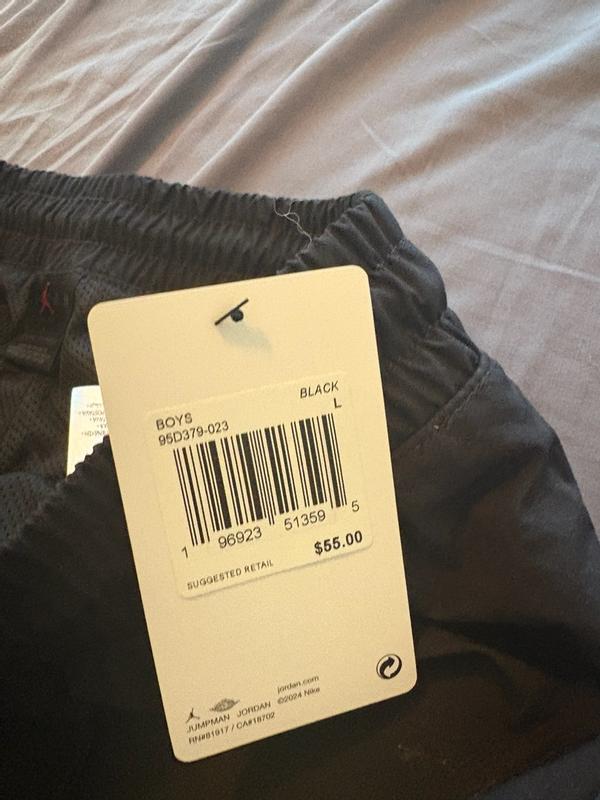 BLACK
L
BOYS
95D379-023
1 96923 51359 5
$55.00
SUGGESTED RETAIL
jordan.com
JUMPMAN JORDAN ©2024 Nike
RN#81917 / CA#18702